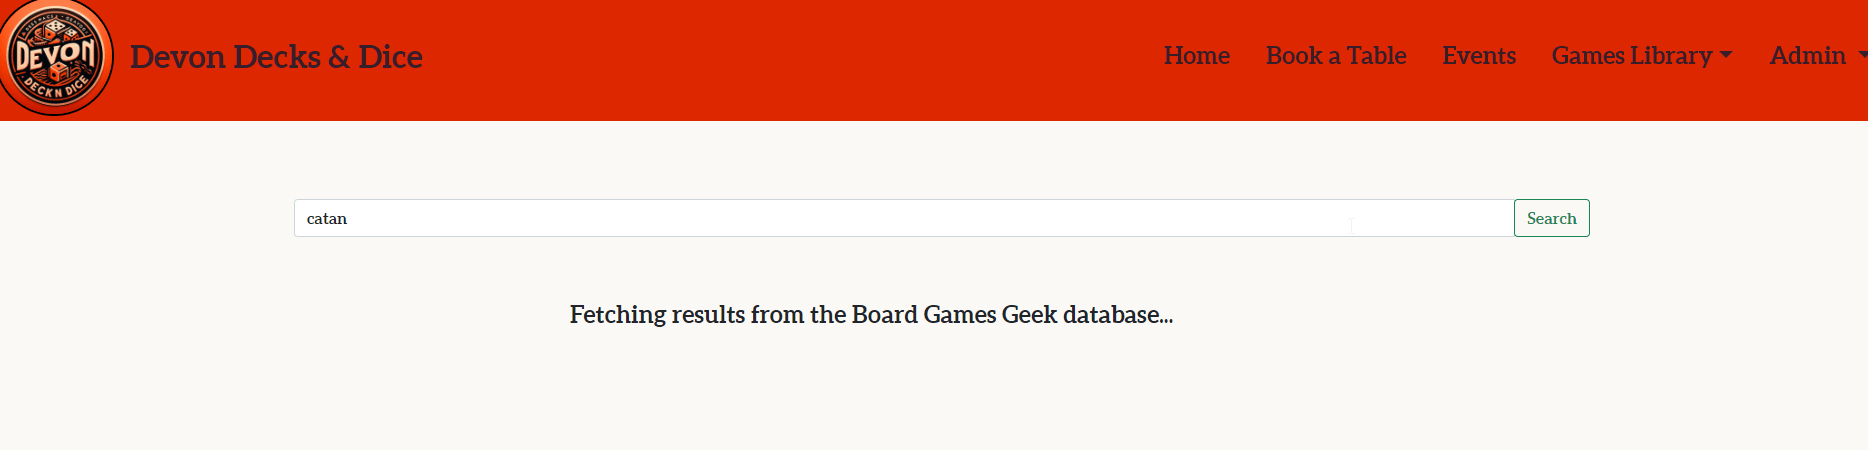 DEVON
DECK N DICE
Devon Decks & Dice
Home
Book a Table
Events
Games Library
Admin
catan
Search
Fetching results from the Board Games Geek database...